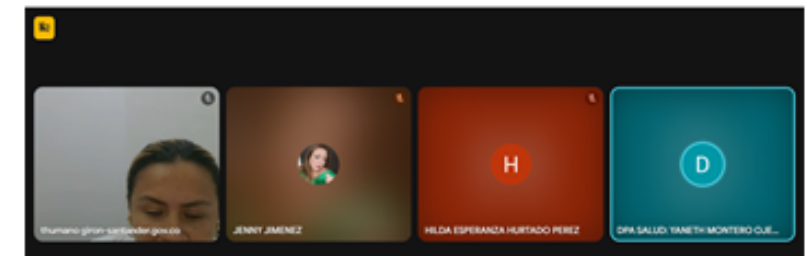 thumano giron-santander.gov.co
JENNY JIMENEZ
H
HILDA ESPERANZA HURTADO PEREZ
D
DPA SALUD: YANETH MONTERO OJE...